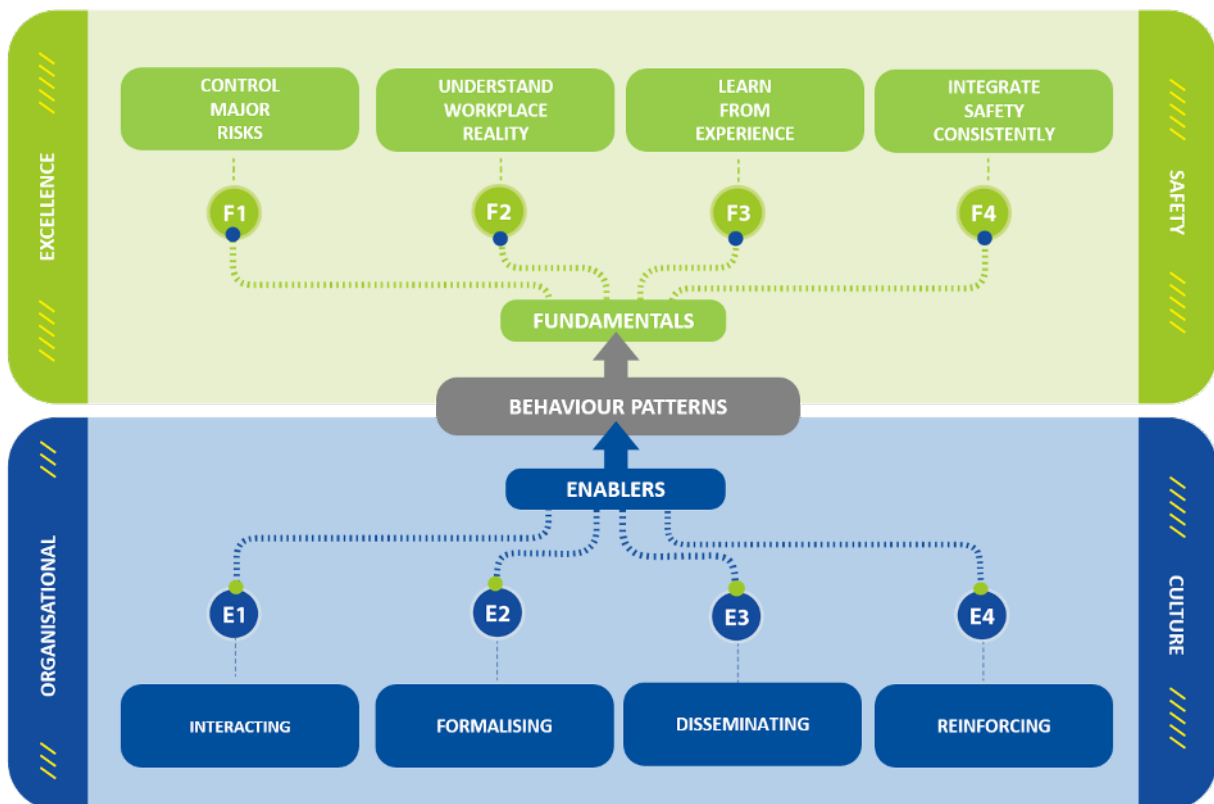 EXCELLENCE
SAFETY
CONTROL
MAJOR
RISKS
UNDERSTAND
WORKPLACE
REALITY
LEARN
FROM
EXPERIENCE
INTEGRATE
SAFETY
CONSISTENTLY
F1
F2
F3
F4
FUNDAMENTALS
BEHAVIOUR PATTERNS
ENABLERS
ORGANISATIONAL
CULTURE
E1
E2
E3
E4
INTERACTING
FORMALISING
DISSEMINATING
REINFORCING